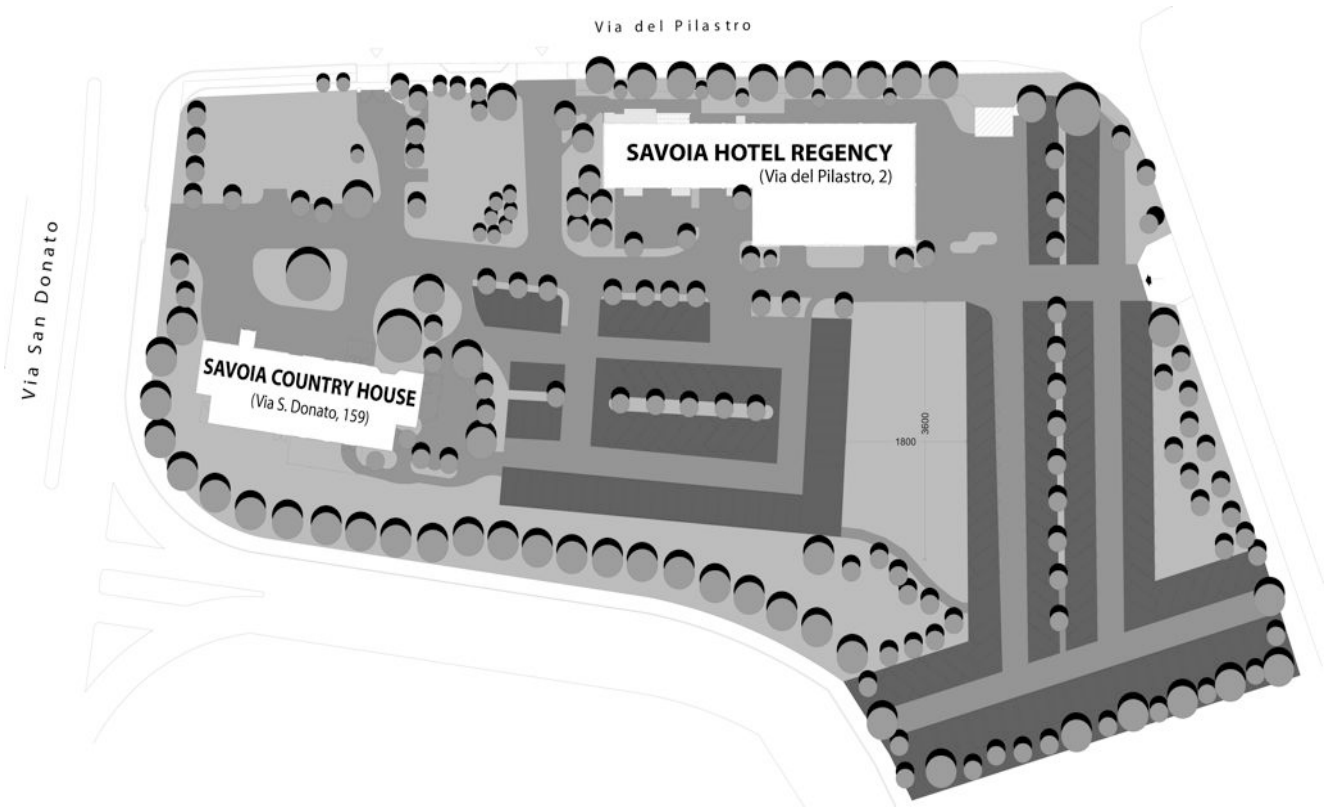 Via del Pilastro
SAVOIA HOTEL REGENCY
(Via del Pilastro, 2)
Via San Donato
SAVOIA COUNTRY HOUSE
(Via S. Donato, 159)
3600
1800